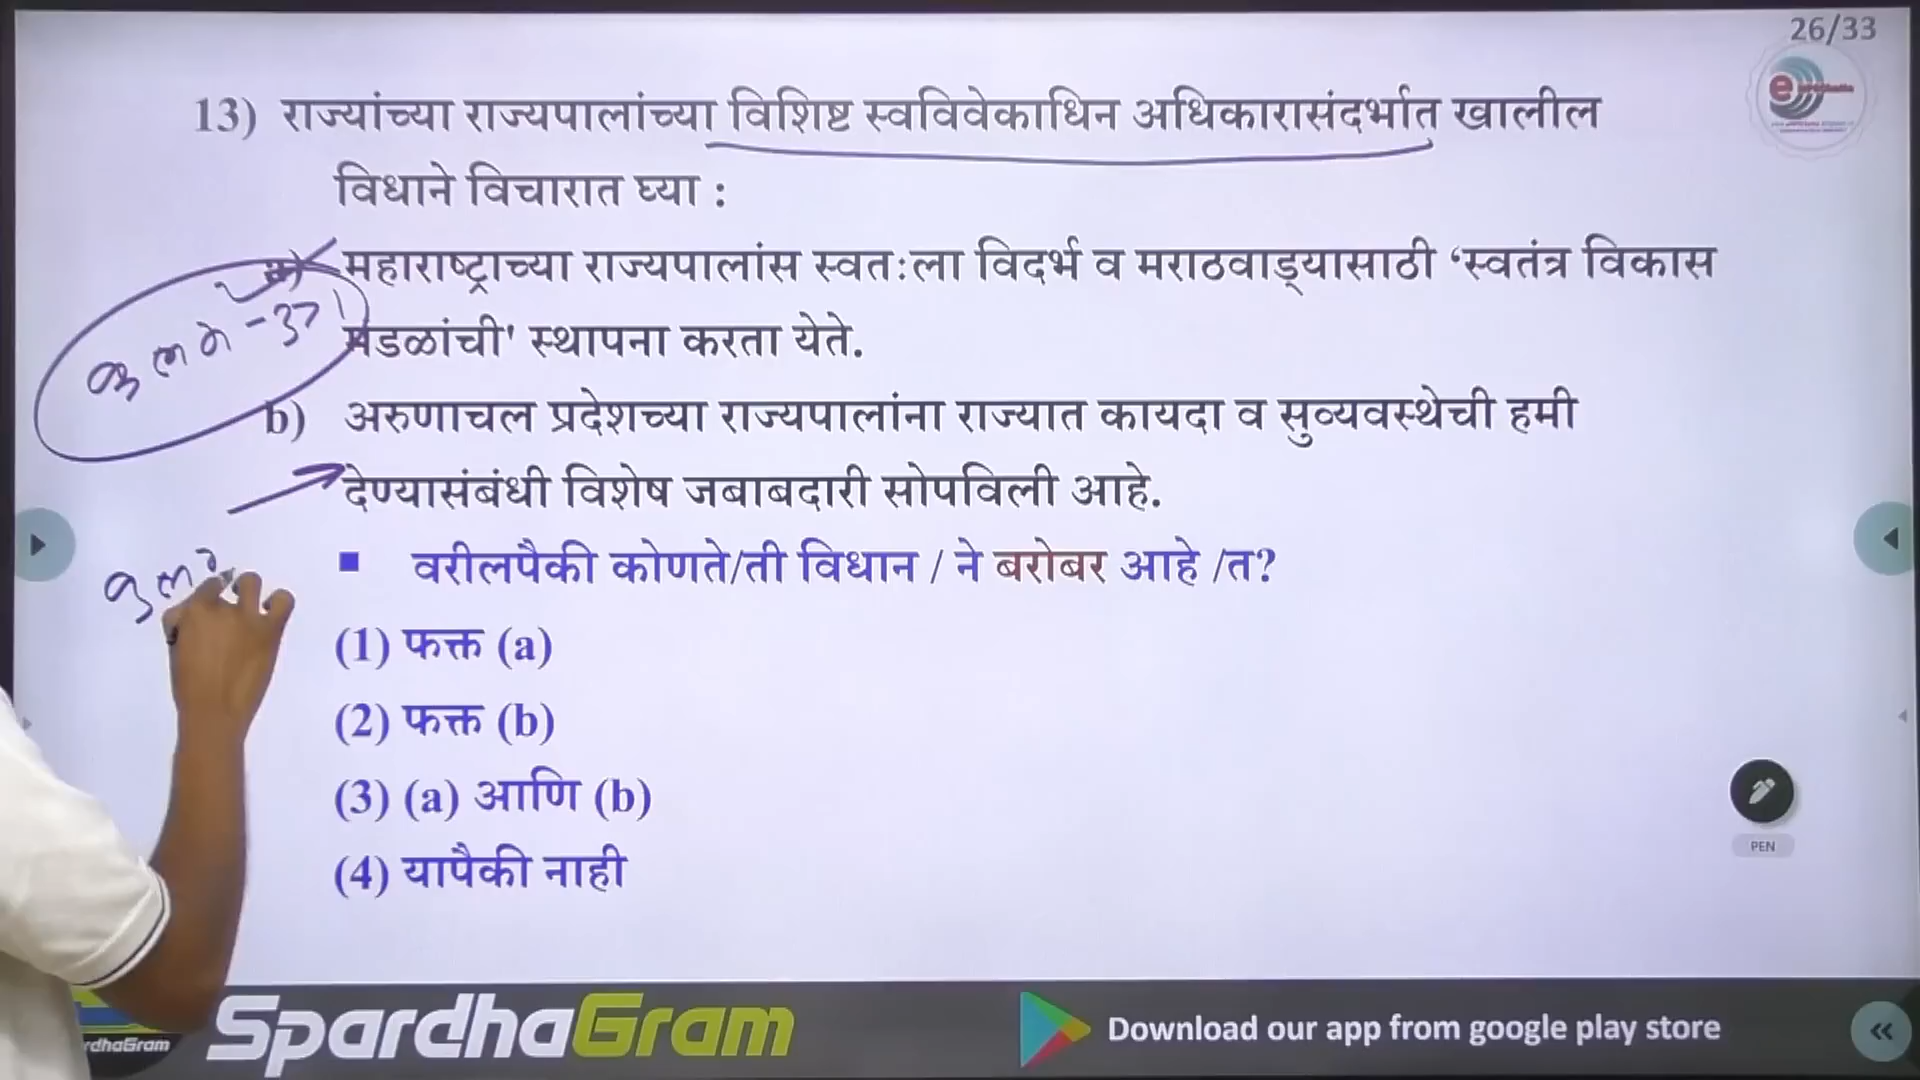 26/33
13) राज्यांच्या राज्यपालांच्या विशिष्ट स्वविवेकाधिन अधिकारासंदर्भात खालील
विधाने विचारात घ्या :
महाराष्ट्राच्या राज्यपालांस स्वतःला विदर्भ व मराठवाड्यासाठी ‘स्वतंत्र विकास
मंडळांची' स्थापना करता येते.
कलम - 371
b) अरुणाचल प्रदेशच्या राज्यपालांना राज्यात कायदा व सुव्यवस्थेची हमी
देण्यासंबंधी विशेष जबाबदारी सोपविली आहे.
वरीलपैकी कोणते/ती विधान / ने बरोबर आहे /त?
(1) फक्त (a)
(2) फक्त (b)
(3) (a) आणि (b)
(4) यापैकी नाही
PEN
SpardhaGram
Download our app from google play store